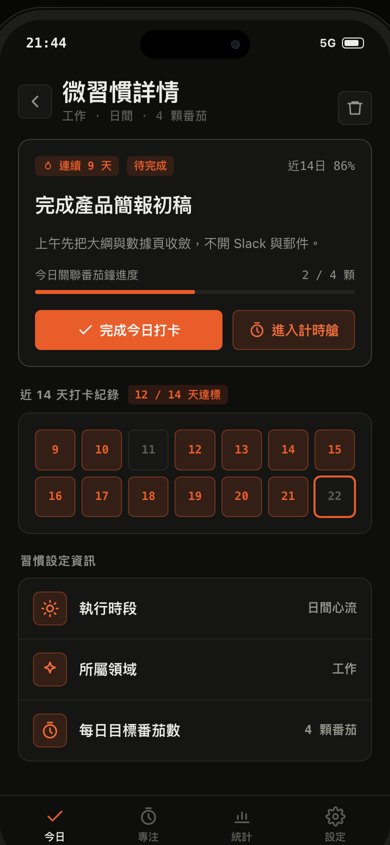 21:44
5G
微習慣詳情
工作 · 日間 · 4 顆番茄
連續 9 天
待完成
近14日 86%
完成產品簡報初稿
上午先把大綱與數據頁收斂，不開 Slack 與郵件。
今日關聯番茄鐘進度
2 / 4 顆
完成今日打卡
進入計時艙
近 14 天打卡紀錄
12 / 14 天達標
9 10 11 12 13 14 15
16 17 18 19 20 21 22
習慣設定資訊
執行時段
日間心流
所屬領域
工作
每日目標番茄數
4 顆番茄
今日
專注
統計
設定